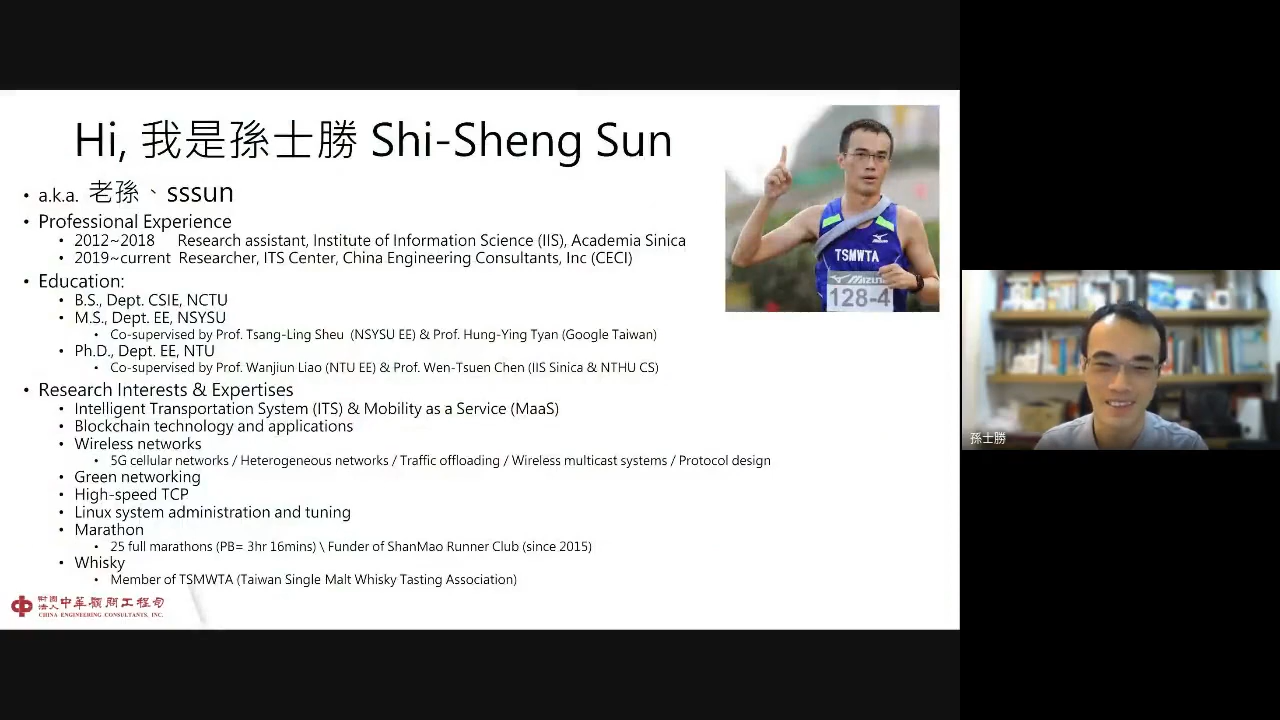 Hi, 我是孫士勝 Shi-Sheng Sun
• a.k.a. 老孫、sssun
• Professional Experience
• 2012~2018 Research assistant, Institute of Information Science (IIS), Academia Sinica
• 2019~current Researcher, ITS Center, China Engineering Consultants, Inc (CECI)
• Education:
• B.S., Dept. CSIE, NCTU
• M.S., Dept. EE, NSYSU
• Co-supervised by Prof. Tsang-Ling Sheu (NSYSU EE) & Prof. Hung-Ying Tyan (Google Taiwan)
• Ph.D., Dept. EE, NTU
• Co-supervised by Prof. Wanjiun Liao (NTU EE) & Prof. Wen-Tsuen Chen (IIS Sinica & NTHU CS)
• Research Interests & Expertises
• Intelligent Transportation System (ITS) & Mobility as a Service (MaaS)
• Blockchain technology and applications
• Wireless networks
• 5G cellular networks / Heterogeneous networks / Traffic offloading / Wireless multicast systems / Protocol design
• Green networking
• High-speed TCP
• Linux system administration and tuning
• Marathon
• 25 full marathons (PB= 3hr 16mins) \ Funder of ShanMao Runner Club (since 2015)
• Whisky
• Member of TSMWTA (Taiwan Single Malt Whisky Tasting Association)
財團法人中華顧問工程司
CHINA ENGINEERING CONSULTANTS, INC.
TSMWTA
MIZUNO
128-4
孫士勝